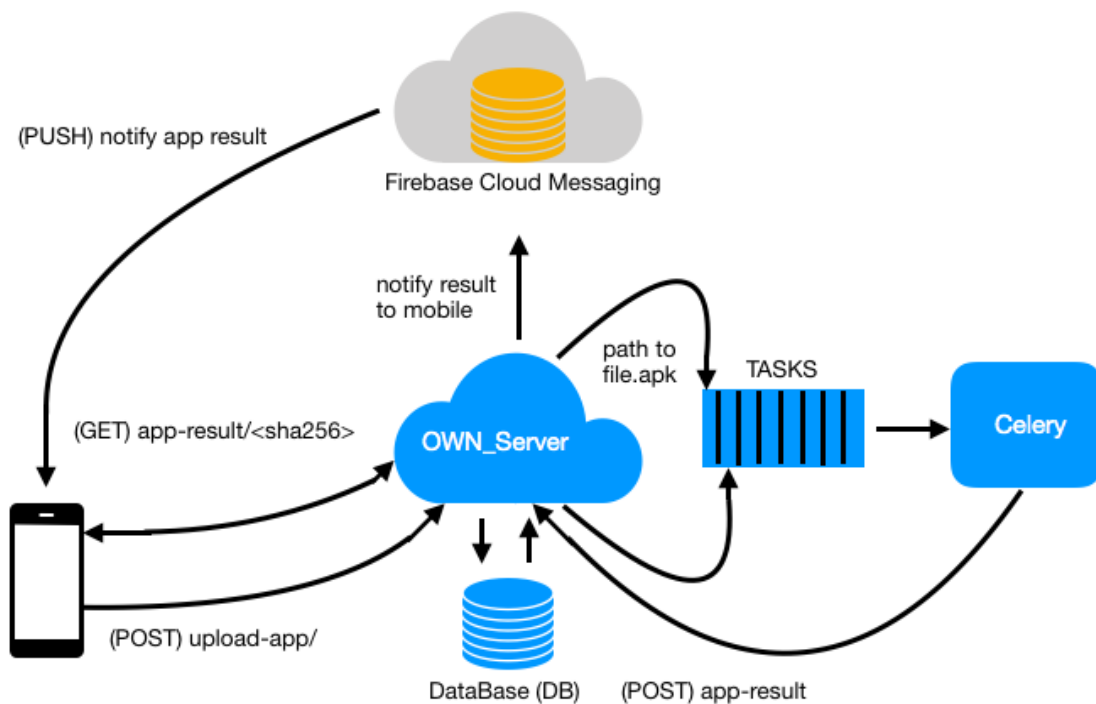 (PUSH) notify app result
Firebase Cloud Messaging
notify result
to mobile
path to
file.apk
TASKS
(GET) app-result/<sha256>
OWN_Server
Celery
(POST) upload-app/
DataBase (DB)
(POST) app-result